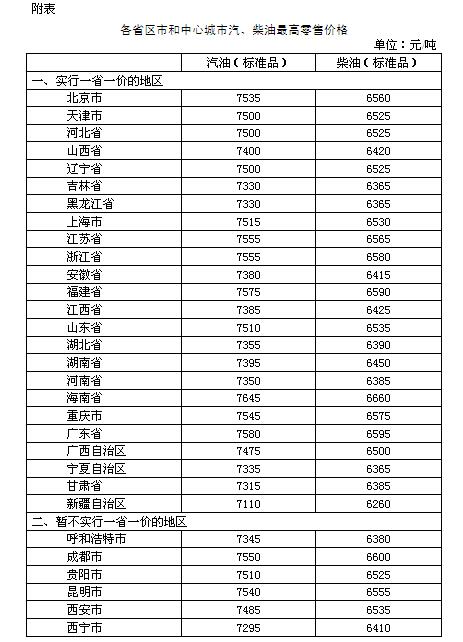 附表
各省区市和中心城市汽、柴油最高零售价格
单位：元/吨
汽油（标准品） 柴油（标准品）
一、实行一省一价的地区
北京市 7535 6560
天津市 7500 6525
河北省 7500 6525
山西省 7400 6420
辽宁省 7500 6525
吉林省 7330 6365
黑龙江省 7330 6365
上海市 7515 6530
江苏省 7555 6565
浙江省 7555 6580
安徽省 7380 6415
福建省 7575 6590
江西省 7385 6425
山东省 7510 6535
湖北省 7355 6390
湖南省 7395 6450
河南省 7350 6385
海南省 7645 6660
重庆市 7545 6575
广东省 7580 6595
广西自治区 7475 6500
宁夏自治区 7335 6365
甘肃省 7315 6385
新疆自治区 7110 6260
二、暂不实行一省一价的地区
呼和浩特市 7345 6380
成都市 7550 6600
贵阳市 7510 6525
昆明市 7540 6555
西安市 7485 6535
西宁市 7295 6410